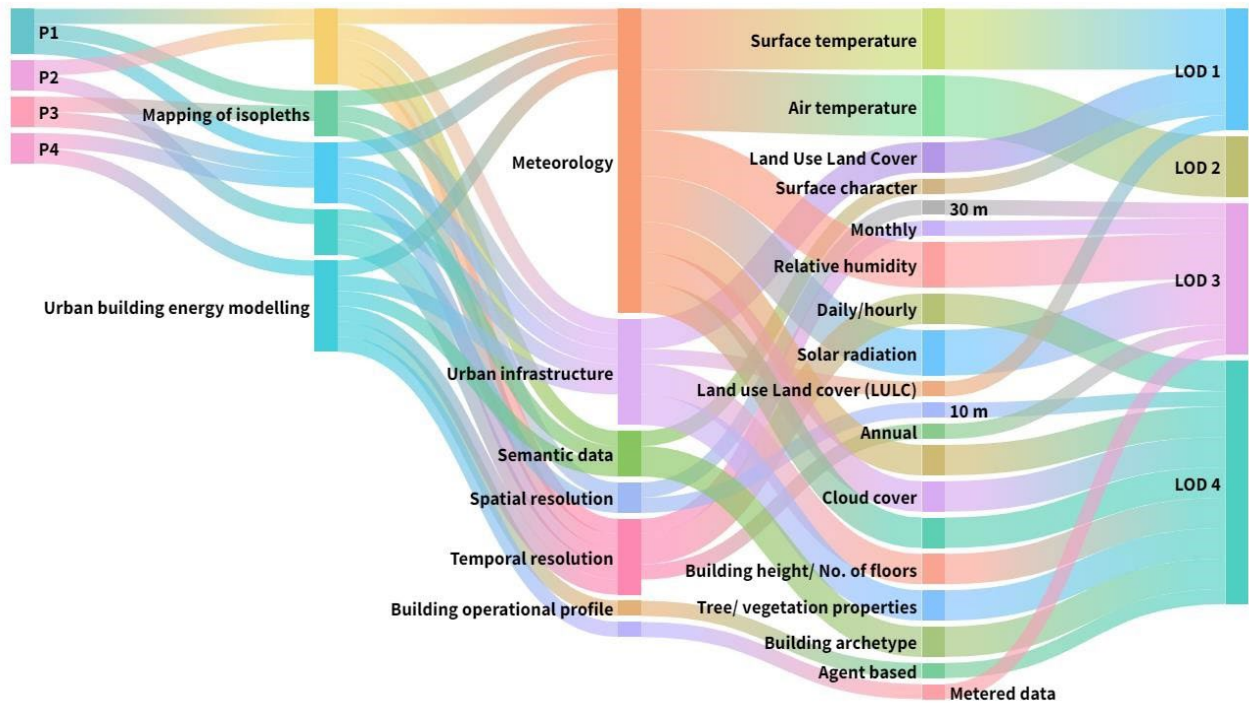 P1
P2
P3
P4
Mapping of isopleths
Urban building energy modelling
Meteorology
Urban infrastructure
Semantic data
Spatial resolution
Temporal resolution
Building operational profile
Surface temperature
Air temperature
Land Use Land Cover
Surface character
30 m
Monthly
Relative humidity
Daily/hourly
Solar radiation
Land use Land cover (LULC)
10 m
Annual
Cloud cover
Building height/ No. of floors
Tree/ vegetation properties
Building archetype
Agent based
Metered data
LOD 1
LOD 2
LOD 3
LOD 4